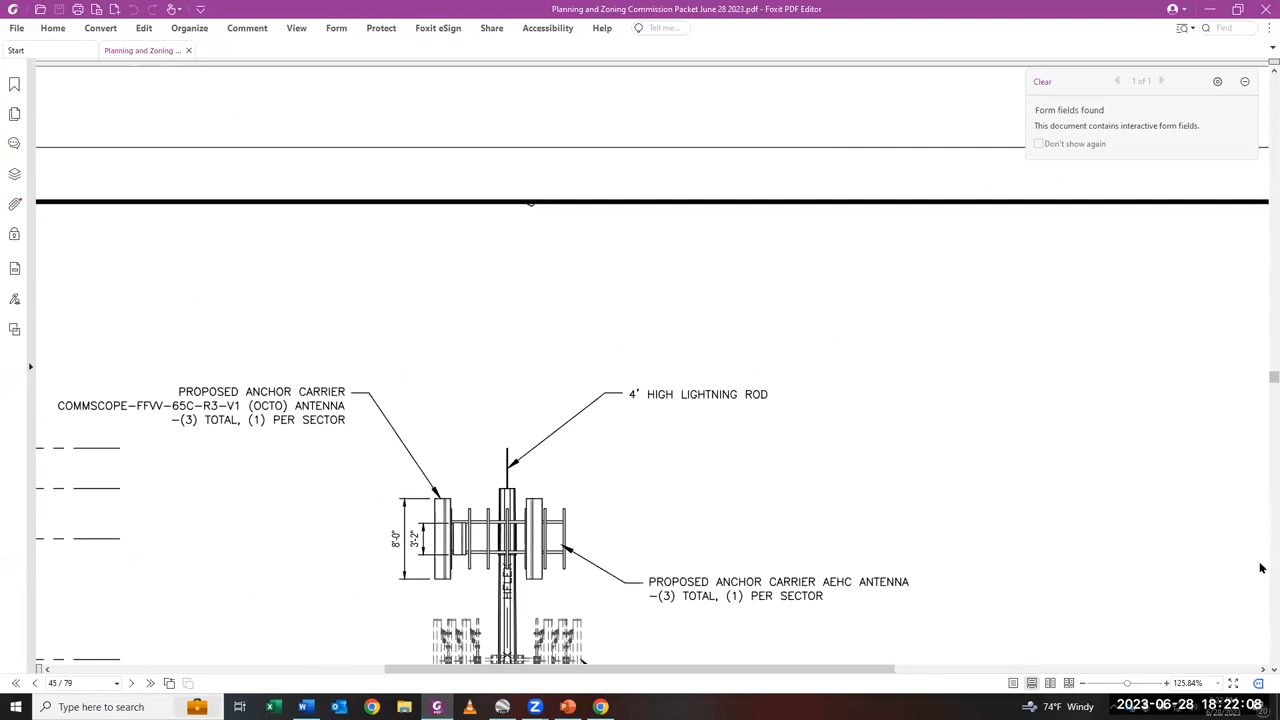 Planning and Zoning Commission Packet June 28 2023.pdf - Foxit PDF Editor
File Home Convert Edit Organize Comment View Form Protect Foxit eSign Share Accessibility Help Tell me... Find
Start Planning and Zoning ...
Clear 1 of 1
Form fields found
This document contains interactive form fields.
Don't show again
PROPOSED ANCHOR CARRIER
COMMSCOPE-FFVV-65C-R3-V1 (OCTO) ANTENNA
-(3) TOTAL, (1) PER SECTOR
4' HIGH LIGHTNING ROD
8'-0"
3'-2"
PROPOSED ANCHOR CARRIER AEHC ANTENNA
-(3) TOTAL, (1) PER SECTOR
45 / 79
125.84%
Type here to search
74°F Windy
2023-06-28 18:22:08